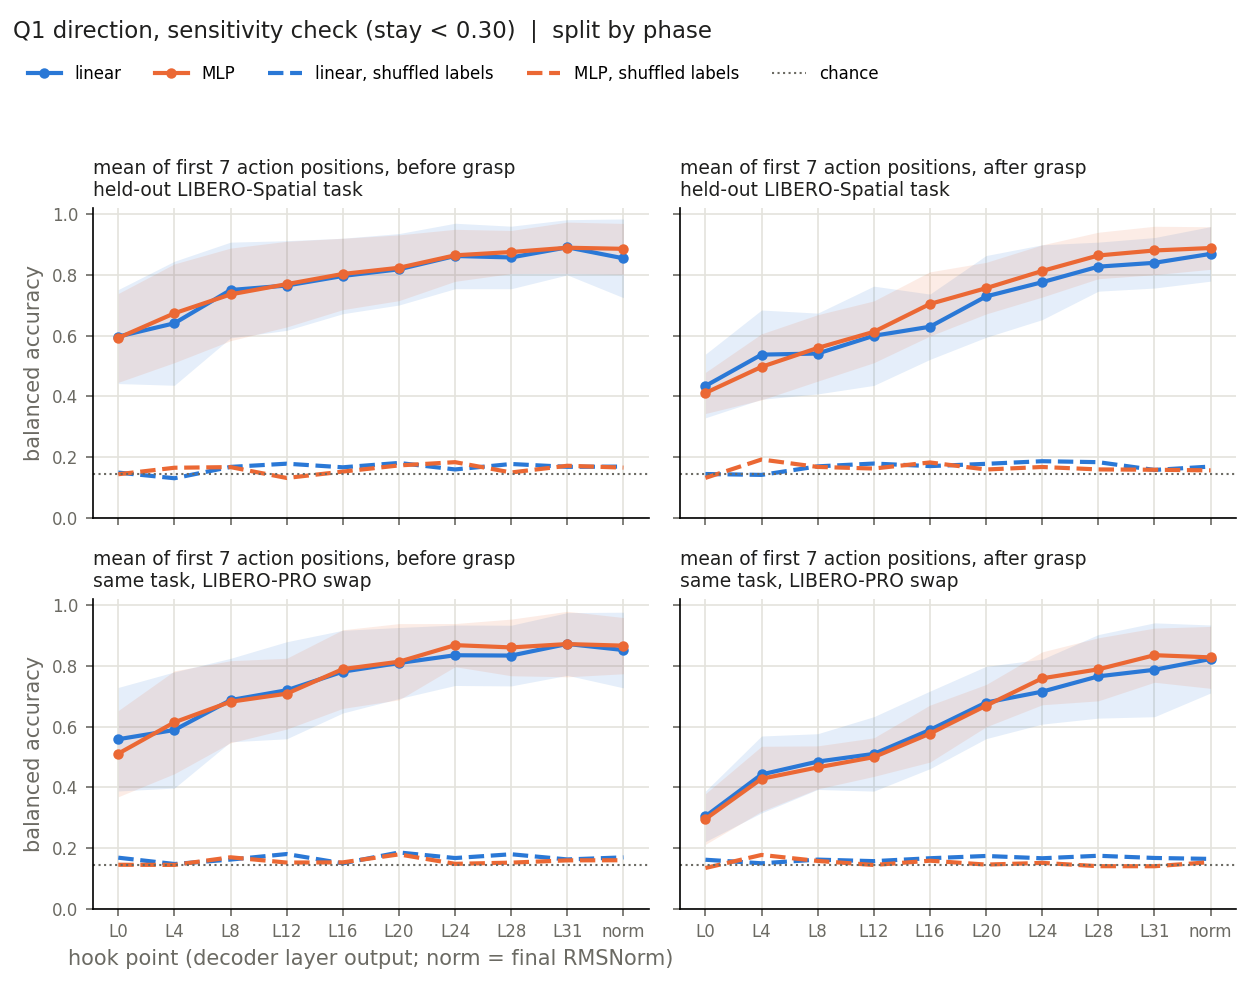 Q1 direction, sensitivity check (stay < 0.30)  |  split by phase
linear
MLP
linear, shuffled labels
MLP, shuffled labels
chance
mean of first 7 action positions, before grasp
held-out LIBERO-Spatial task
mean of first 7 action positions, after grasp
held-out LIBERO-Spatial task
balanced accuracy
1.0
0.8
0.6
0.4
0.2
0.0
mean of first 7 action positions, before grasp
same task, LIBERO-PRO swap
mean of first 7 action positions, after grasp
same task, LIBERO-PRO swap
balanced accuracy
1.0
0.8
0.6
0.4
0.2
0.0
L0 L4 L8 L12 L16 L20 L24 L28 L31 norm
L0 L4 L8 L12 L16 L20 L24 L28 L31 norm
hook point (decoder layer output; norm = final RMSNorm)